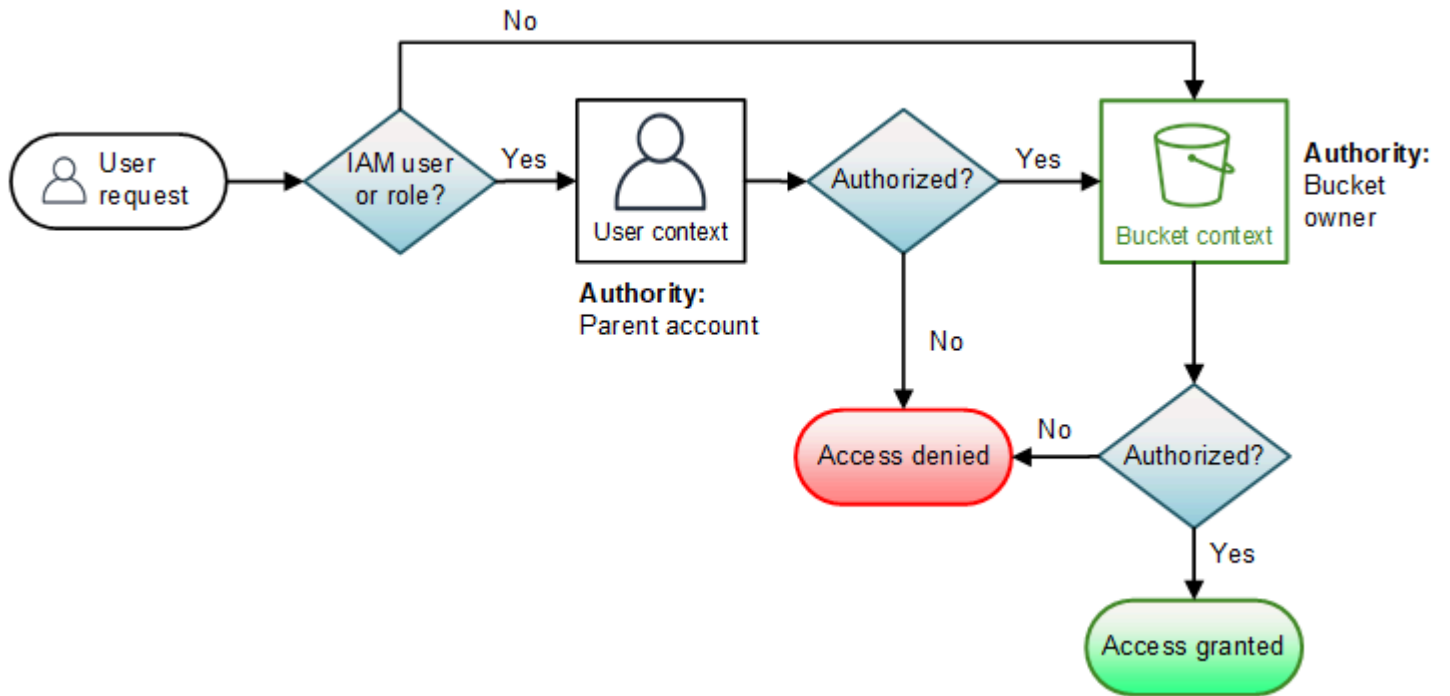 No
User
request
IAM user
or role?
Yes
User context
Authority:
Parent account
Authorized?
Yes
Bucket context
Authority:
Bucket
owner
No
Access denied
No
Authorized?
Yes
Access granted